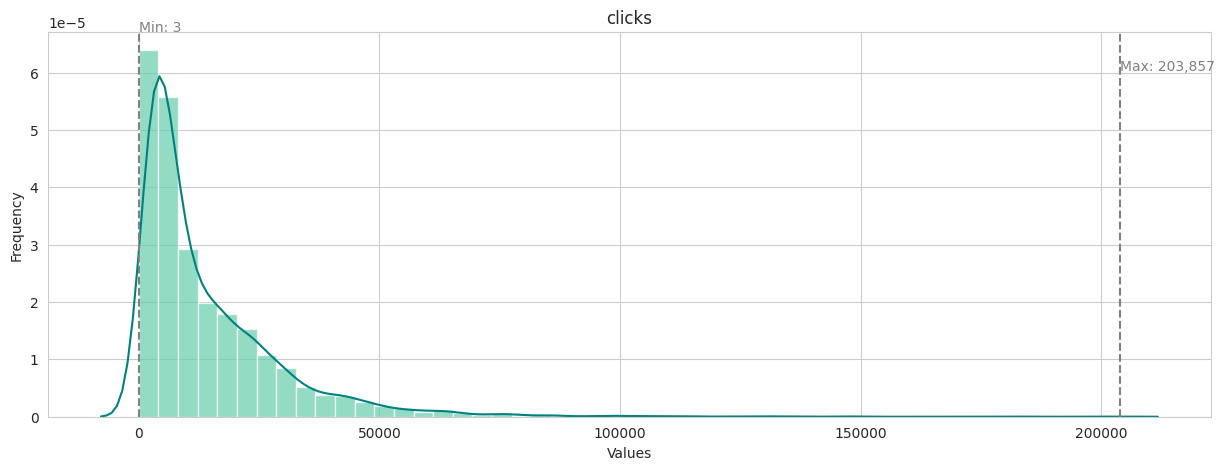 clicks
1e−5
Min: 3
Max: 203,857
6
5
4
3
2
1
0
Frequency
0
50000
100000
150000
200000
Values